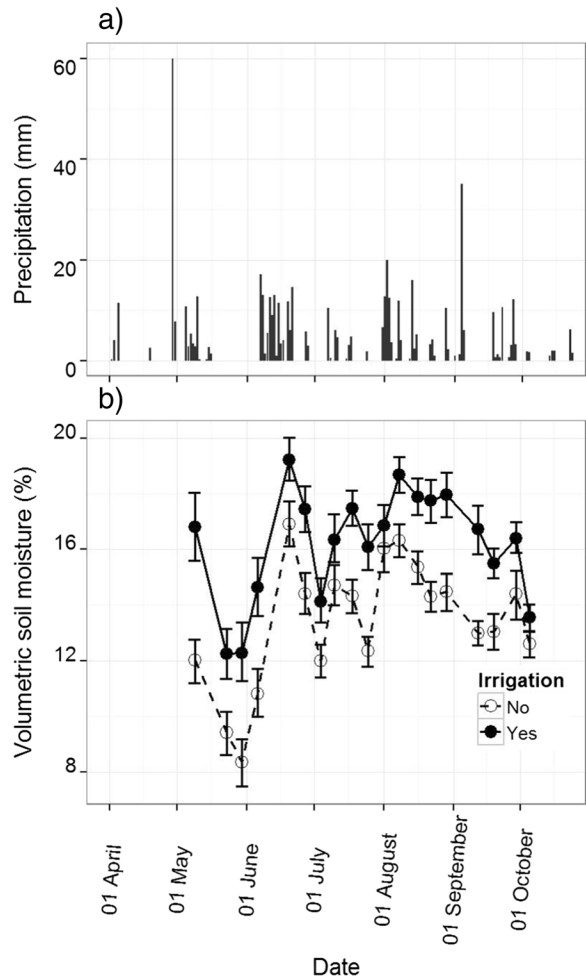 a)
Precipitation (mm)
60
40
20
0
b)
Volumetric soil moisture (%)
20
16
12
8
Irrigation
No
Yes
01 April
01 May
01 June
01 July
01 August
01 September
01 October
Date